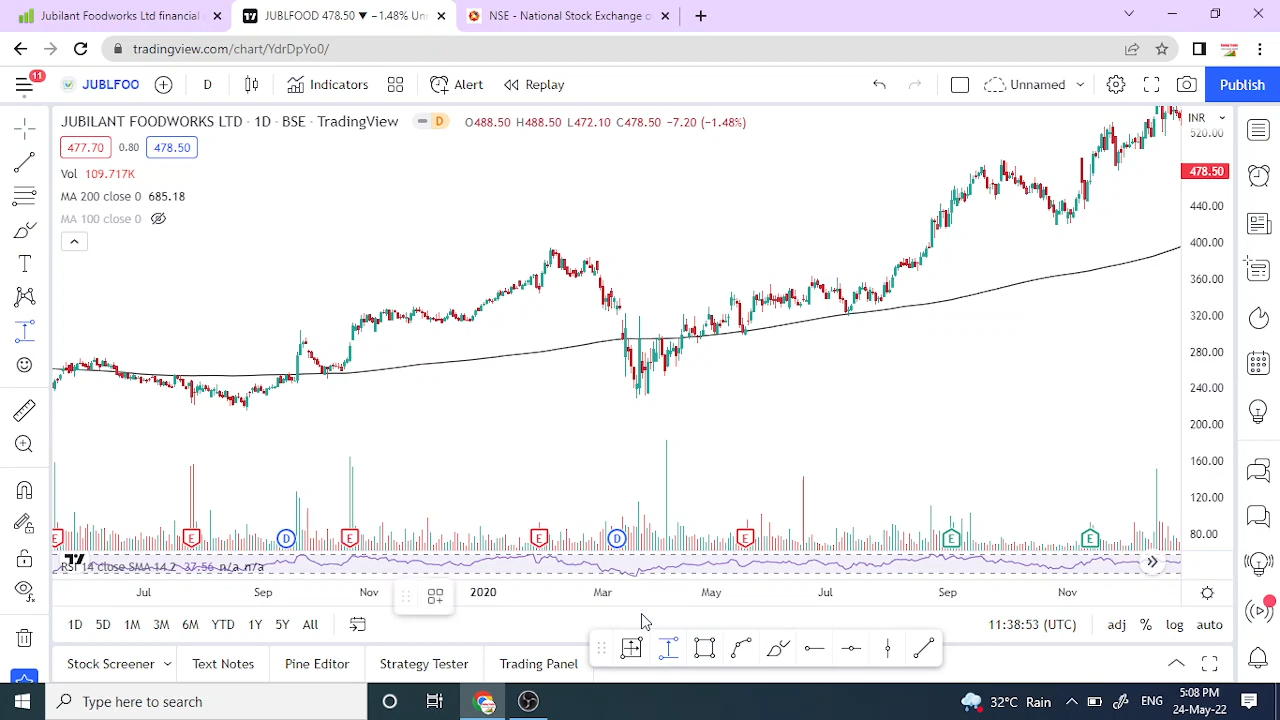 Jubilant Foodworks financial
JUBLFOOD 478.50 ▼ −1.48% Un
NSE - National Stock Exchange o
tradingview.com/chart/YdrDpYo0/
11
JUBLFOO
D
Indicators
Alert
Replay
Unnamed
Publish
JUBILANT FOODWORKS LTD · 1D · BSE · TradingView
D
O488.50 H488.50 L472.10 C478.50 −7.20 (−1.48%)
INR
477.70
0.80
478.50
Vol 109.717K
MA 200 close 0 685.18
MA 100 close 0
520.00
478.50
440.00
400.00
360.00
320.00
280.00
240.00
200.00
160.00
120.00
80.00
E
E
D
E
E
D
E
E
E
RSI 14 close SMA 14 2 37.56 n/a n/a
Jul
Sep
Nov
2020
Mar
May
Jul
Sep
Nov
1D
5D
1M
3M
6M
YTD
1Y
5Y
All
11:38:53 (UTC)
adj
%
log
auto
Stock Screener
Text Notes
Pine Editor
Strategy Tester
Trading Panel
Type here to search
32°C Rain
ENG
5:08 PM
24-May-22